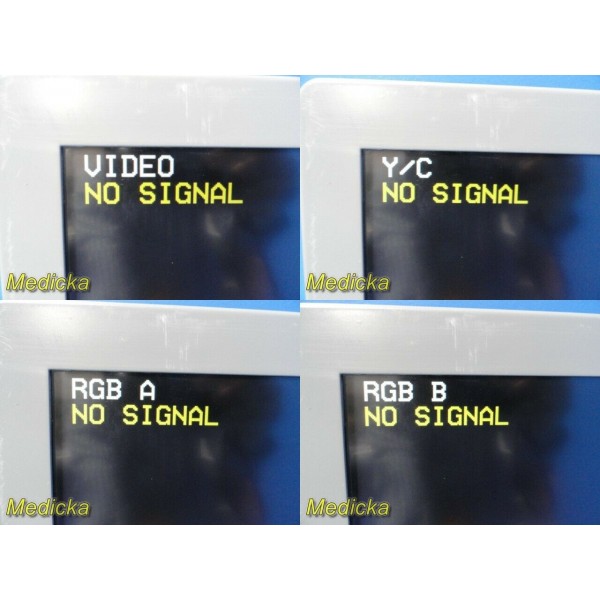 VIDEO
NO SIGNAL
Medicka
Y/C
NO SIGNAL
Medicka
RGB A
NO SIGNAL
Medicka
RGB B
NO SIGNAL
Medicka